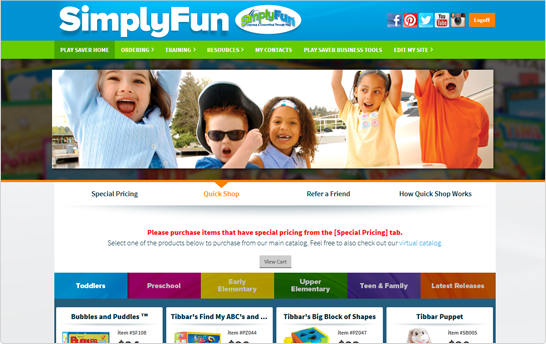 SimplyFun
SimplyFun
Logoff
PLAY SAVER HOME ORDERING > TRAINING > RESOURCES > MY CONTACTS PLAY SAVER BUSINESS TOOLS EDIT MY SITE >
Special Pricing Quick Shop Refer a Friend How Quick Shop Works
Please purchase items that have special pricing from the [Special Pricing] tab.
Select one of the products below to purchase from our main catalog. Feel free to also check out our virtual catalog.
View Cart
Toddlers Preschool Early Elementary Upper Elementary Teen & Family Latest Releases
Bubbles and Puddles ™ Tibbar's Find My ABC's and ... Tibbar's Big Block of Shapes Tibbar Puppet
Item #SF108 Item #PZ044 Item #PZ047 Item #SB005